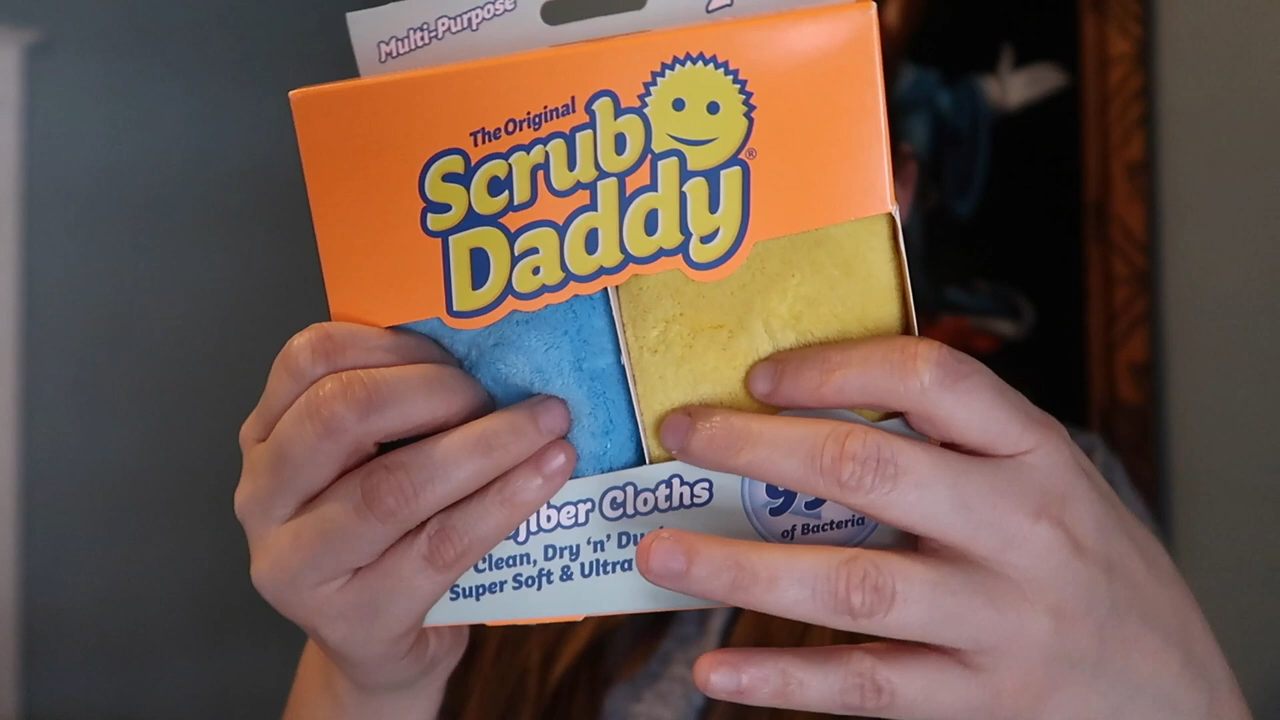 Multi-Purpose
The Original
Scrub
Daddy®
fiber Cloths
Clean, Dry 'n' Du
Super Soft & Ultra
of Bacteria